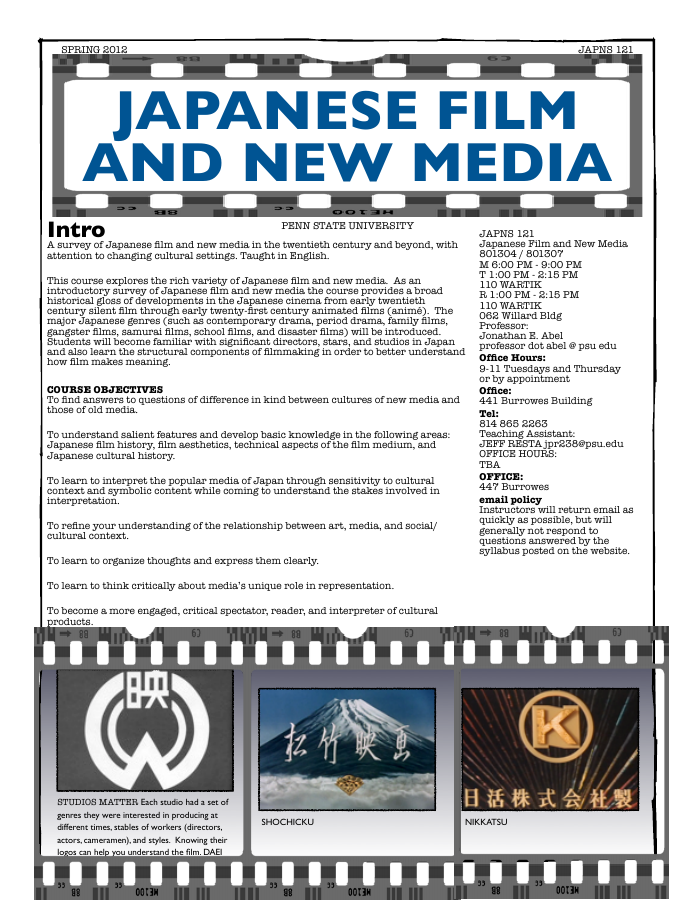 SPRING 2012
JAPNS 121
JAPANESE FILM
AND NEW MEDIA
PENN STATE UNIVERSITY
Intro
A survey of Japanese film and new media in the twentieth century and beyond, with
attention to changing cultural settings. Taught in English.
This course explores the rich variety of Japanese film and new media.  As an
introductory survey of Japanese media the course provides a broad
historical gloss of developments in the Japanese cinema from early twentieth
century silent film through early twenty-first century animated films (animé).  The
major Japanese genres (such as contemporary drama, period drama, family films,
gangster films, samurai films, school films, and disaster films) will be introduced.
Students will become familiar with significant directors, stars, and studios in Japan
and also learn the structural components of filmmaking in order to better understand
how film makes meaning.
COURSE OBJECTIVES
To find answers to questions of difference in kind between cultures of new media and
those of old media.
To understand salient features and develop basic knowledge in the following areas:
Japanese film history, film aesthetics, technical aspects of the film medium, and
Japanese cultural history.
To learn to interpret the popular media of Japan through sensitivity to cultural
context and symbolic content while coming to understand the stakes involved in
interpretation.
To refine your understanding of the relationship between art, media, and social/
cultural context.
To learn to organize thoughts and express them clearly.
To learn to think critically about media's unique role in representation.
To become a more engaged, critical spectator, reader, and interpreter of cultural
products.
JAPNS 121
Japanese Film and New Media
801304 / 801307
M 6:00 PM - 9:00 PM
T 1:00 PM - 2:15 PM
110 WARTIK
R 1:00 PM - 2:15 PM
110 WARTIK
062 Willard Bldg
Professor:
Jonathan E. Abel
professor dot abel @ psu edu
Office Hours:
9-11 Tuesdays and Thursday
or by appointment
Office:
441 Burrowes Building
Tel:
814 865 2263
Teaching Assistant:
JEFF RESTA jpr238@psu.edu
OFFICE HOURS:
TBA
OFFICE:
447 Burrowes
email policy
Instructors will return email as
quickly as possible, but will
generally not respond to
questions answered by the
syllabus posted on the website.
映
STUDIOS MATTER Each studio had a set of
genres they were interested in producing at
different times, stables of workers (directors,
actors, cameramen), and styles.  Knowing their
logos can help you understand the film. DAEI
松竹映画
SHOCHICKU
K
日活株式会社製
NIKKATSU